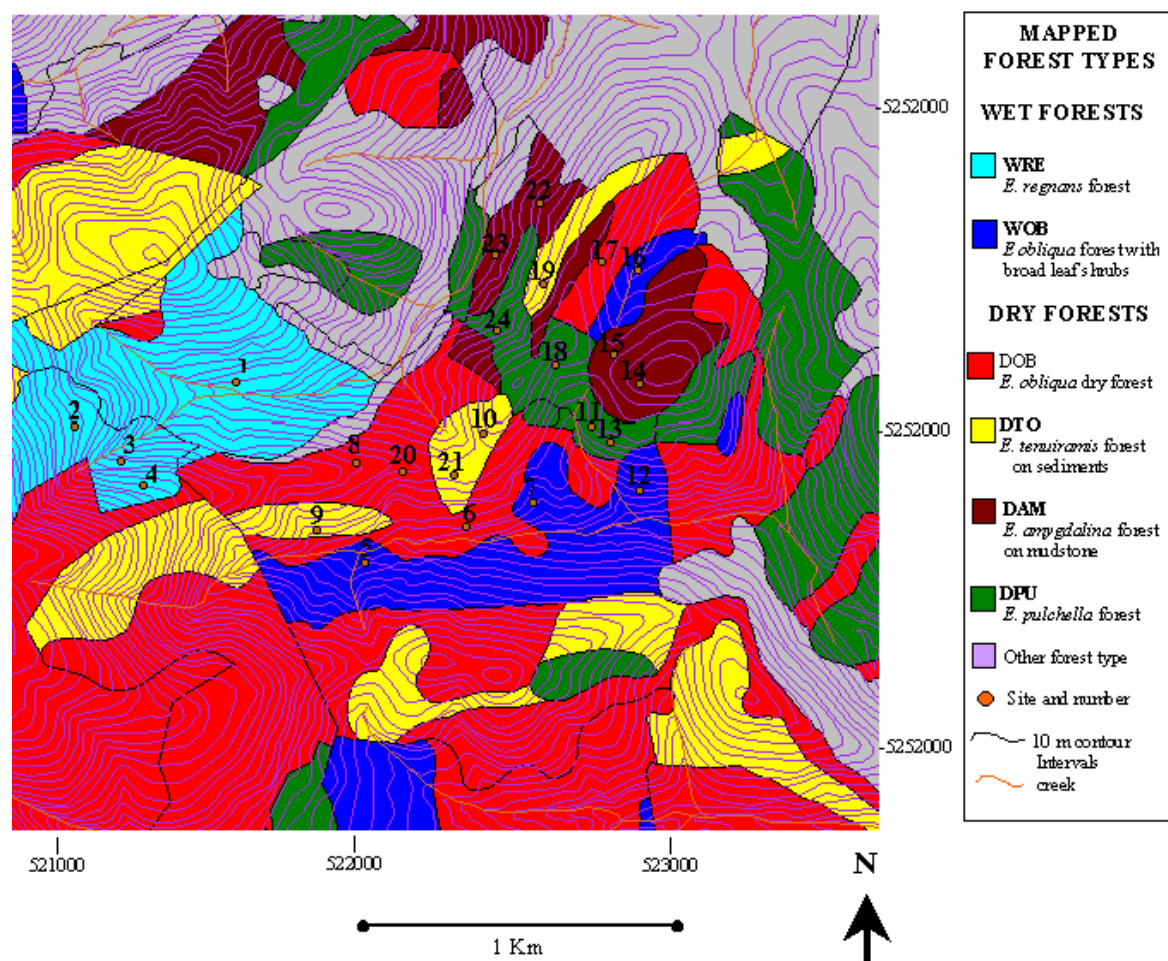 MAPPED
FOREST TYPES
WET FORESTS
WRE
E. regnans forest
WOB
E obliqua forest with
broad leaf shrubs
DRY FORESTS
DOB
E. obliqua dry forest
DTO
E. tenuiramis forest
on sediments
DAM
E. amygdalina forest
on mudstone
DPU
E. pulchella forest
Other forest type
Site and number
10 m contour
Intervals
creek
5252000
5252000
5252000
22
23
17
16
19
24
18
15
14
1
2
3
4
8
20
10
21
11
13
12
7
6
9
5
521000
522000
523000
N
1 Km